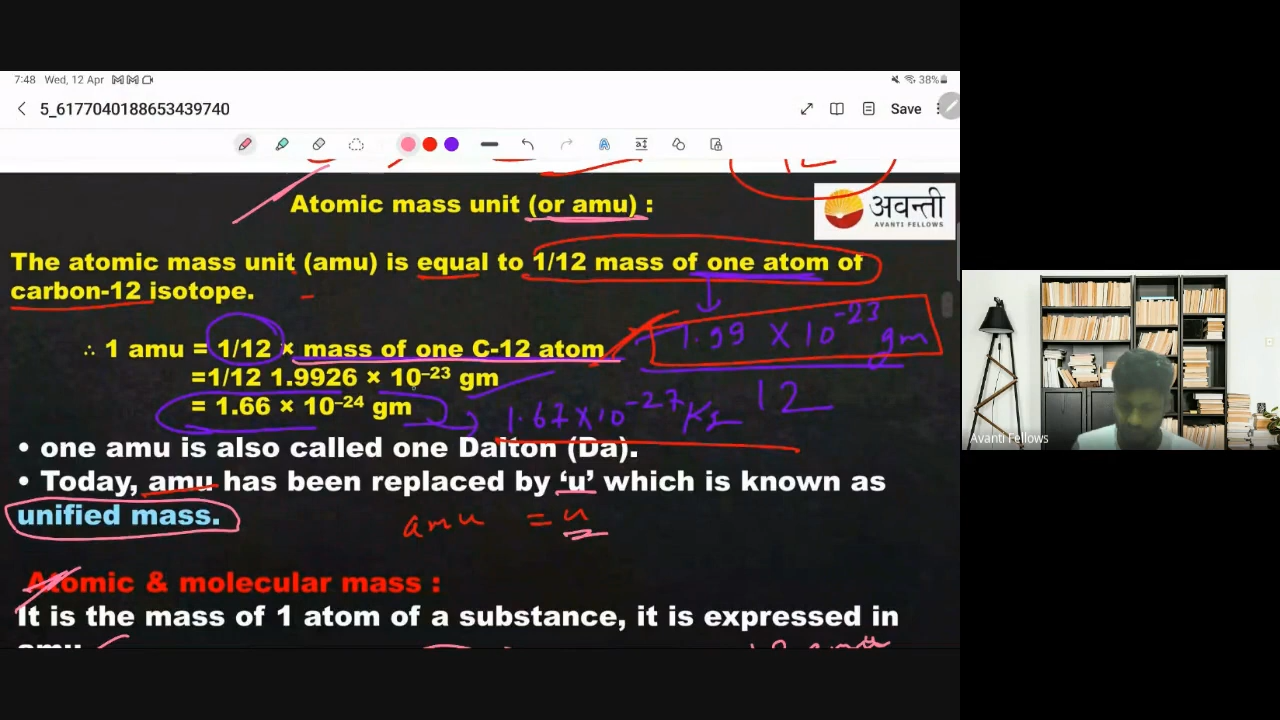 7:48 Wed, 12 Apr
38%
5_6177040188653439740
Save
Atomic mass unit (or amu) :
अवन्ती
AVANTI FELLOWS
The atomic mass unit (amu) is equal to 1/12 mass of one atom of
carbon-12 isotope.
∴ 1 amu = 1/12 × mass of one C-12 atom
1.99 X 10⁻²³ gm
=1/12 1.9926 × 10⁻²³ gm
12
= 1.66 × 10⁻²⁴ gm
1.67 X 10⁻²⁷ Kg
• one amu is also called one Dalton (Da).
• Today, amu has been replaced by ‘u’ which is known as
unified mass.
amu = u
Atomic & molecular mass :
It is the mass of 1 atom of a substance, it is expressed in
amu
Avanti Fellows